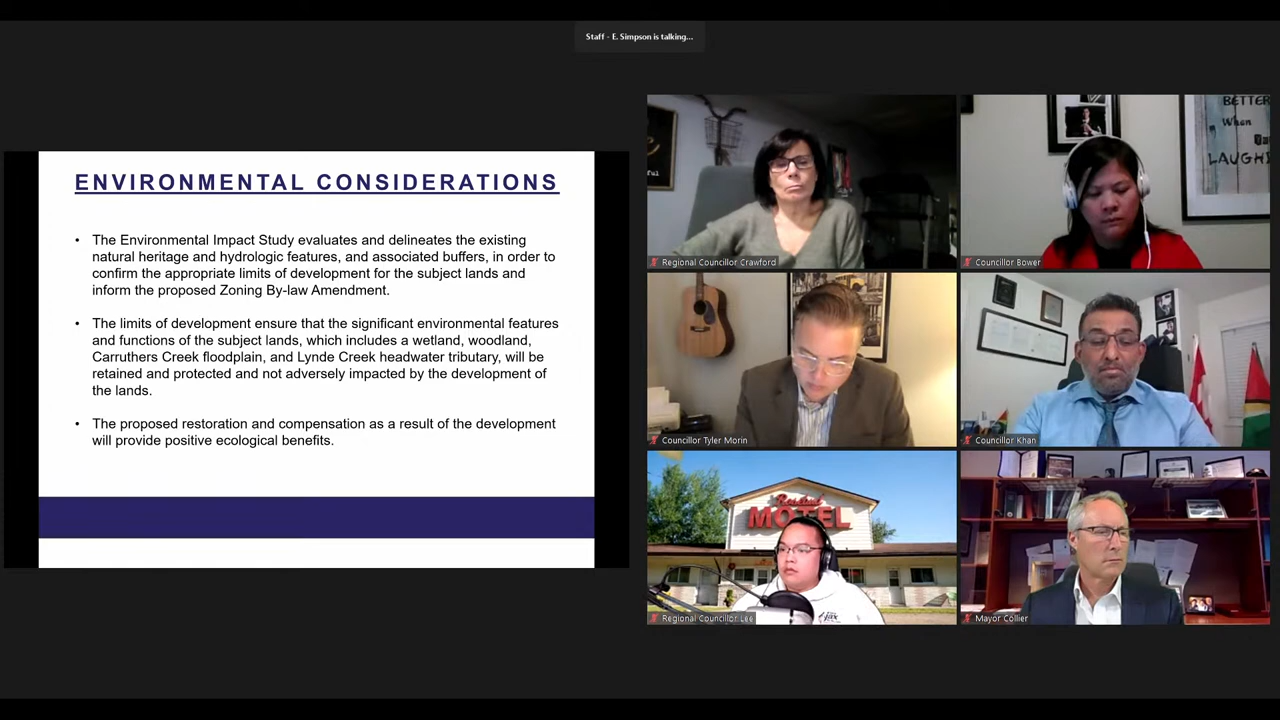 Staff - E. Simpson is talking...
ENVIRONMENTAL CONSIDERATIONS
• The Environmental Impact Study evaluates and delineates the existing
natural heritage and hydrologic features, and associated buffers, in order to
confirm the appropriate limits of development for the subject lands and
inform the proposed Zoning By-law Amendment.
• The limits of development ensure that the significant environmental features
and functions of the subject lands, which includes a wetland, woodland,
Carruthers Creek floodplain, and Lynde Creek headwater tributary, will be
retained and protected and not adversely impacted by the development of
the lands.
• The proposed restoration and compensation as a result of the development
will provide positive ecological benefits.
Regional Councillor Crawford
BETTER
When
LAUGH
Councillor Bower
Councillor Tyler Morin
Councillor Khan
MOTEL
Ajax
Regional Councillor Lee
Mayor Collier